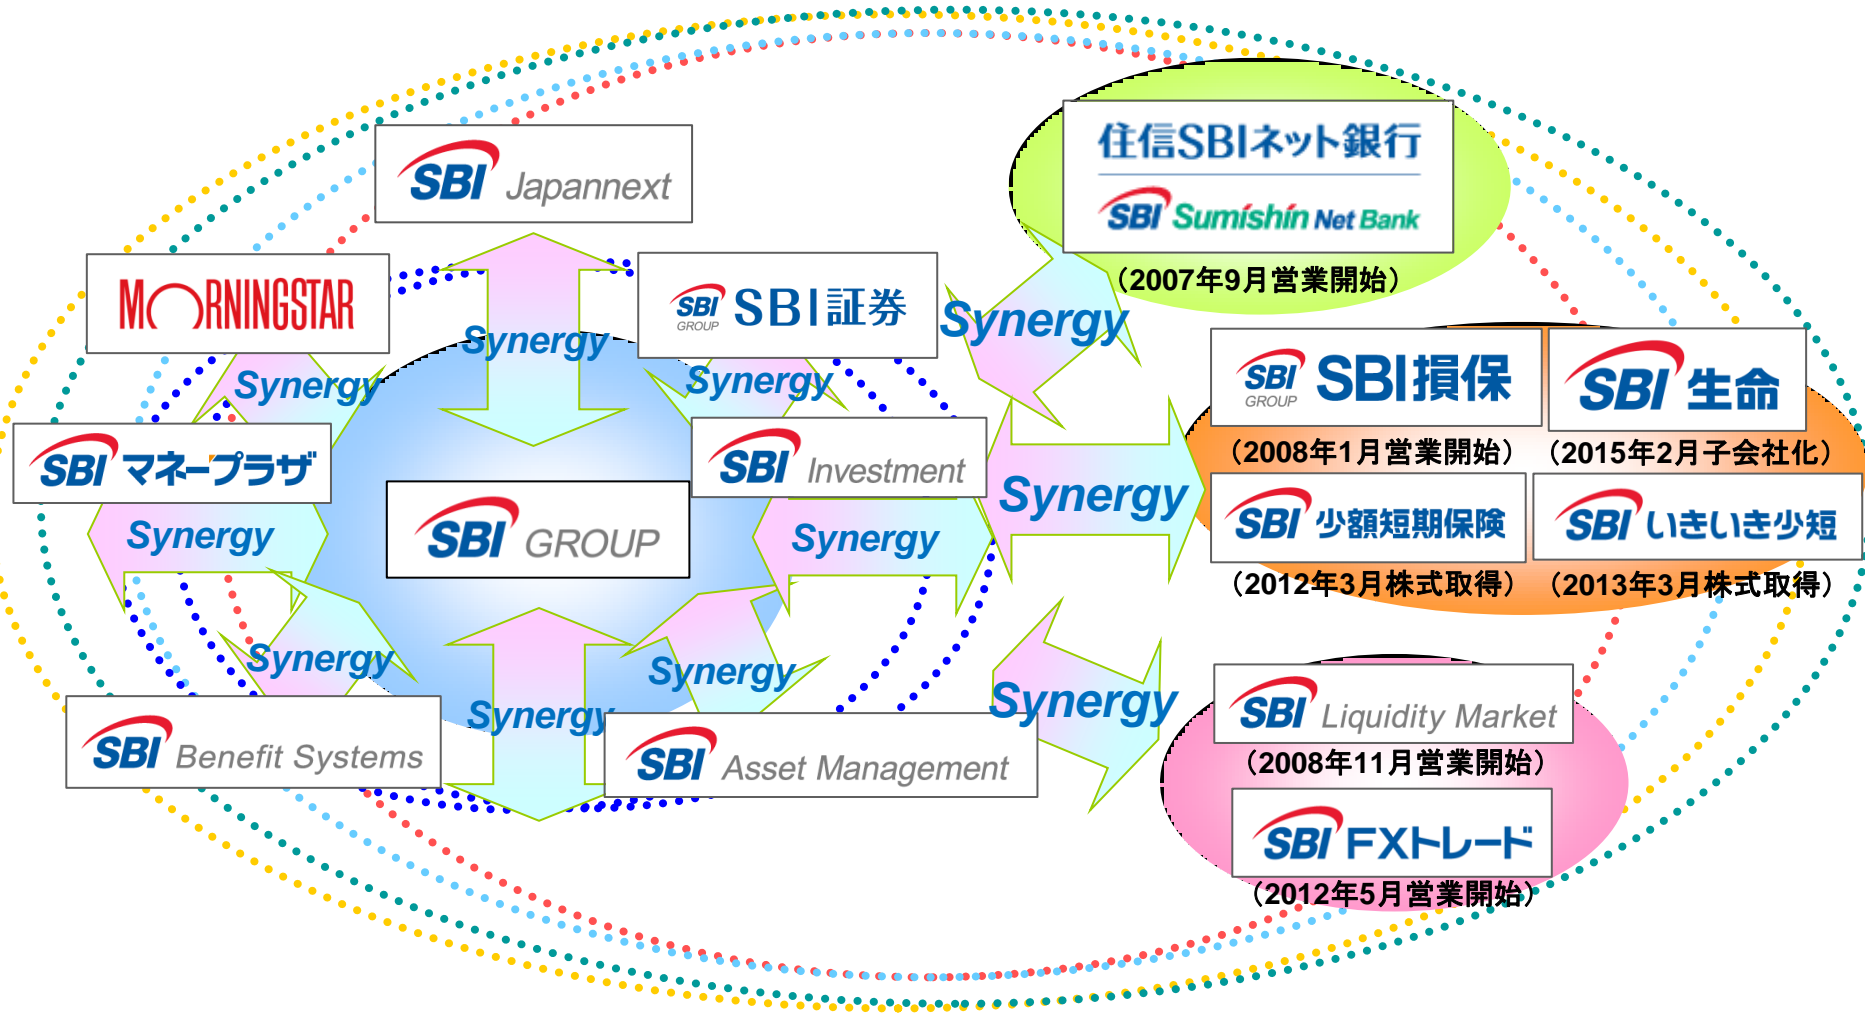 SBI Japannext
住信SBIネット銀行
SBI Sumishin Net Bank
（2007年9月営業開始）
MORNINGSTAR
SBI GROUP SBI証券
Synergy
Synergy
Synergy
Synergy
SBI GROUP SBI損保
SBI 生命
（2008年1月営業開始）
（2015年2月子会社化）
SBI マネープラザ
SBI Investment
Synergy
SBI 少額短期保険
SBI いきいき少短
（2012年3月株式取得）
（2013年3月株式取得）
SBI GROUP
Synergy
Synergy
Synergy
Synergy
Synergy
Synergy
SBI Liquidity Market
（2008年11月営業開始）
SBI Benefit Systems
SBI Asset Management
SBI FXトレード
（2012年5月営業開始）